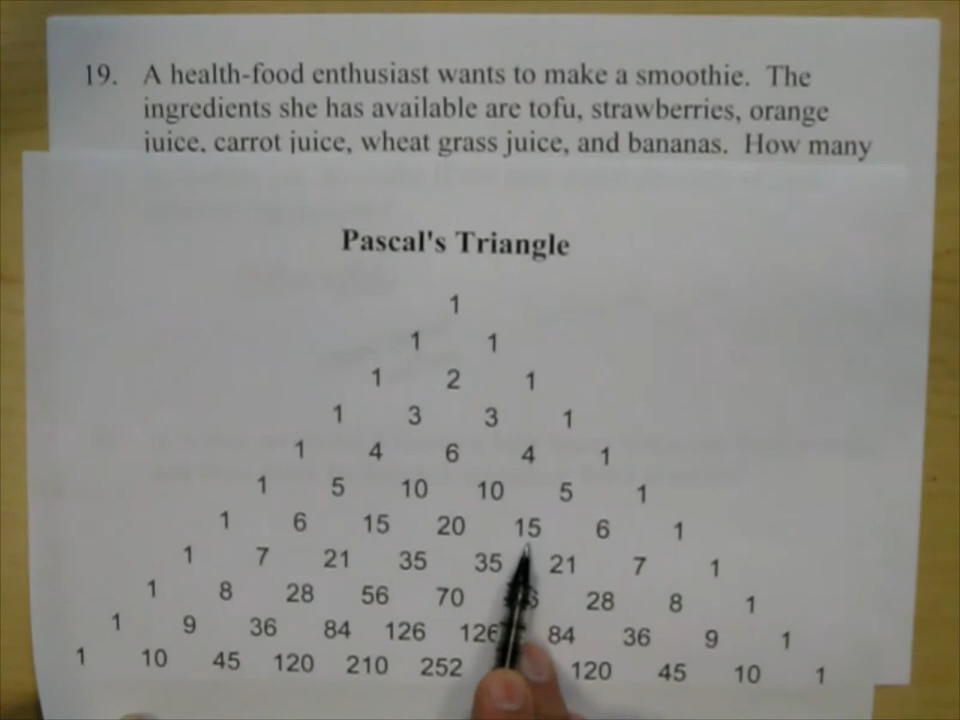 19. A health-food enthusiast wants to make a smoothie. The
ingredients she has available are tofu, strawberries, orange
juice, carrot juice, wheat grass juice, and bananas. How many
Pascal's Triangle
1
1 1
1 2 1
1 3 3 1
1 4 6 4 1
1 5 10 10 5 1
1 6 15 20 15 6 1
1 7 21 35 35 21 7 1
1 8 28 56 70 28 8 1
1 9 36 84 126 126 84 36 9 1
1 10 45 120 210 252 120 45 10 1